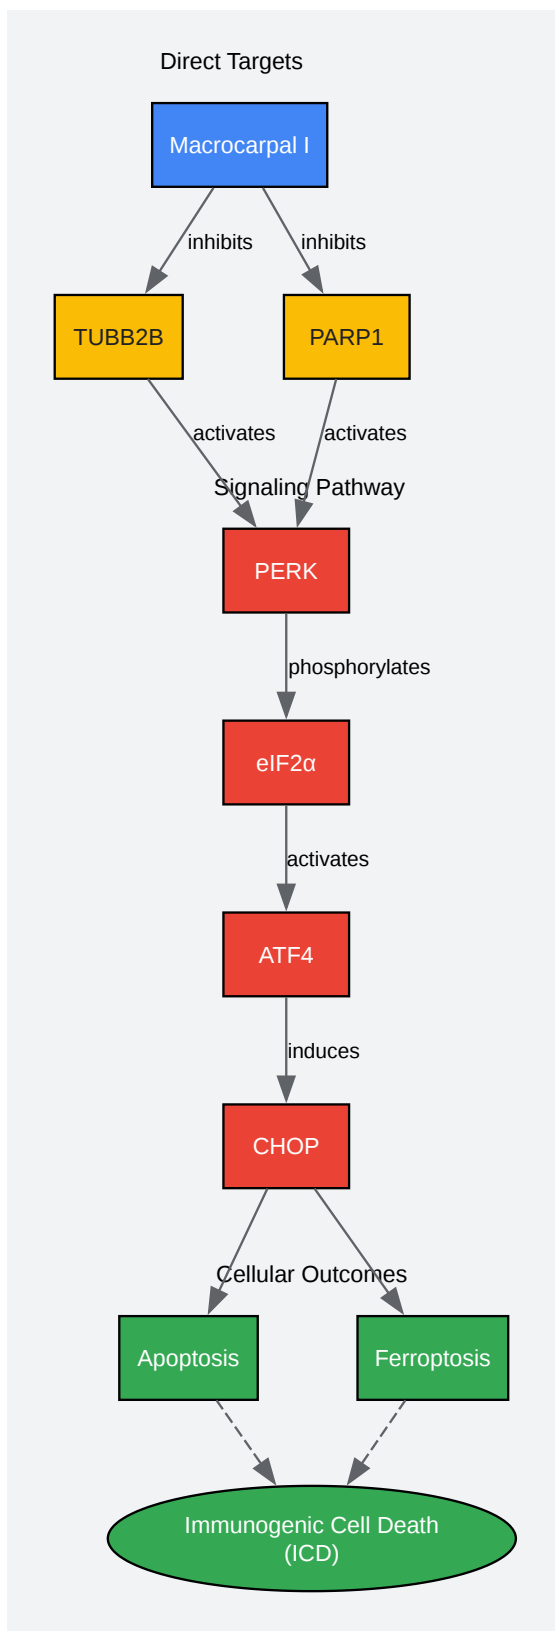 Direct Targets
Macrocarpal I
inhibits
inhibits
TUBB2B
PARP1
activates
activates
Signaling Pathway
PERK
phosphorylates
eIF2α
activates
ATF4
induces
CHOP
Cellular Outcomes
Apoptosis
Ferroptosis
Immunogenic Cell Death
(ICD)